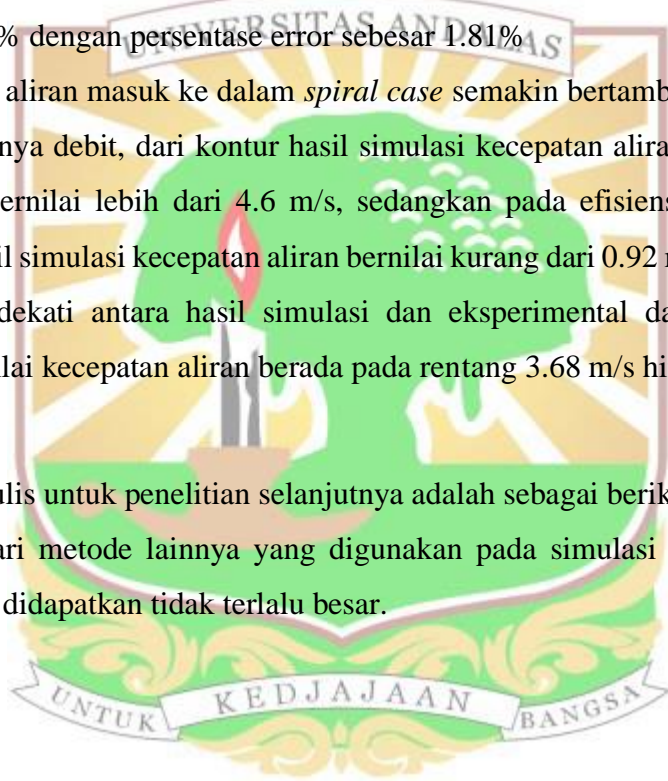 UNIVERSITAS ANDALAS
% dengan persentase error sebesar 1.81%
aliran masuk ke dalam spiral case semakin bertamb
nya debit, dari kontur hasil simulasi kecepatan alira
ernilai lebih dari 4.6 m/s, sedangkan pada efisiens
il simulasi kecepatan aliran bernilai kurang dari 0.92
dekati antara hasil simulasi dan eksperimental da
lai kecepatan aliran berada pada rentang 3.68 m/s hi
ulis untuk penelitian selanjutnya adalah sebagai berik
ari metode lainnya yang digunakan pada simulasi
didapatkan tidak terlalu besar.
UNTUK KEDJAJAAN BANGSA